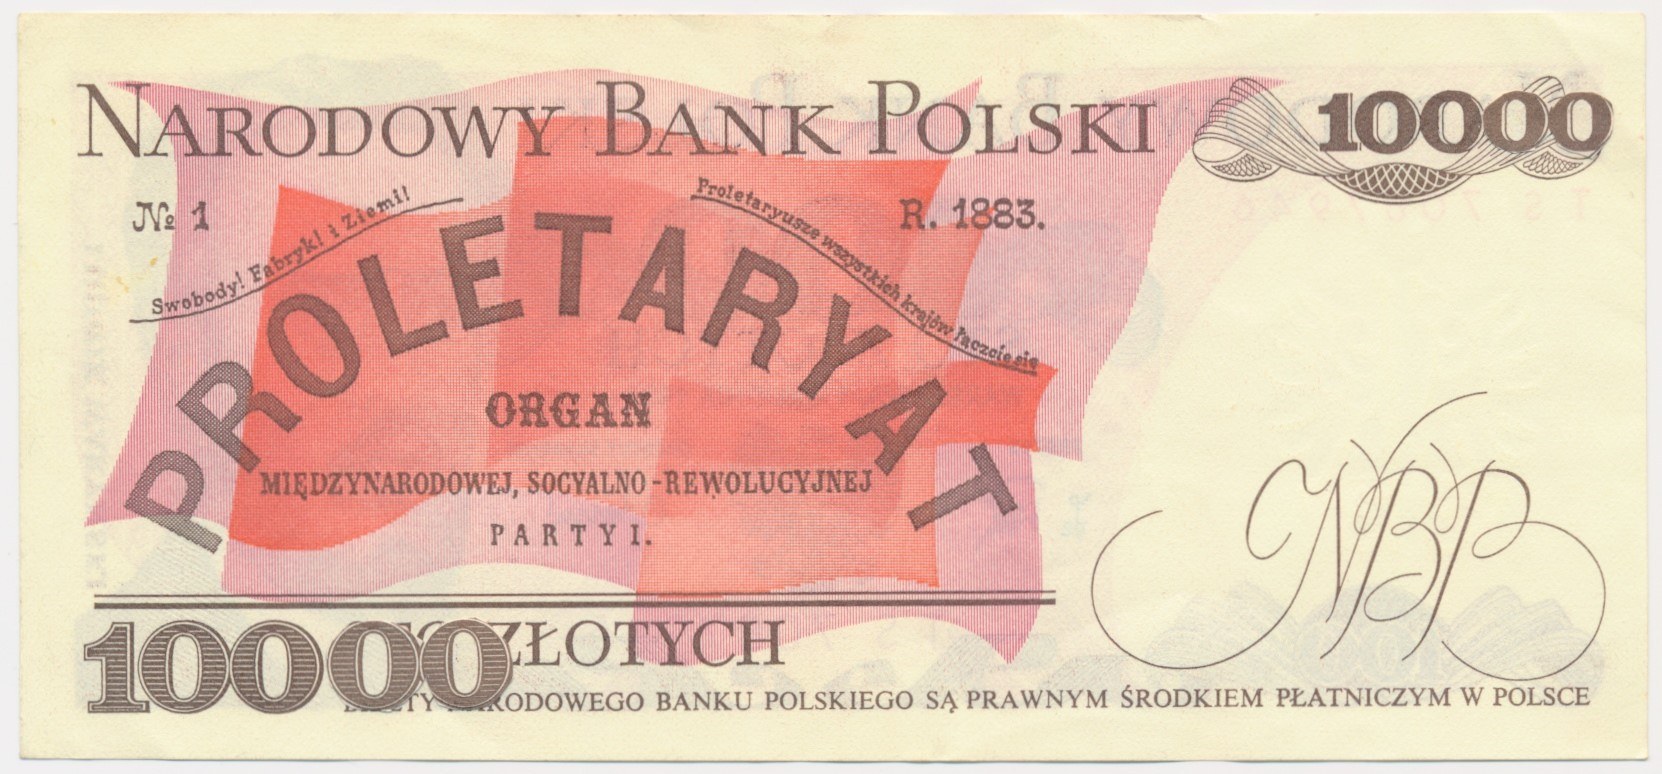 NARODOWY BANK POLSKI
10000
№ 1
R. 1883.
Swobody! Fabryk! i Ziemi!
Proletaryusze wszystkich krajów łączcie się
PROLETARYAT
ORGAN
MIĘDZYNARODOWEJ, SOCYALNO-REWOLUCYJNEJ
PARTYI.
NBP
10000 ZŁOTYCH
NARODOWEGO BANKU POLSKIEGO SĄ PRAWNYM ŚRODKIEM PŁATNICZYM W POLSCE